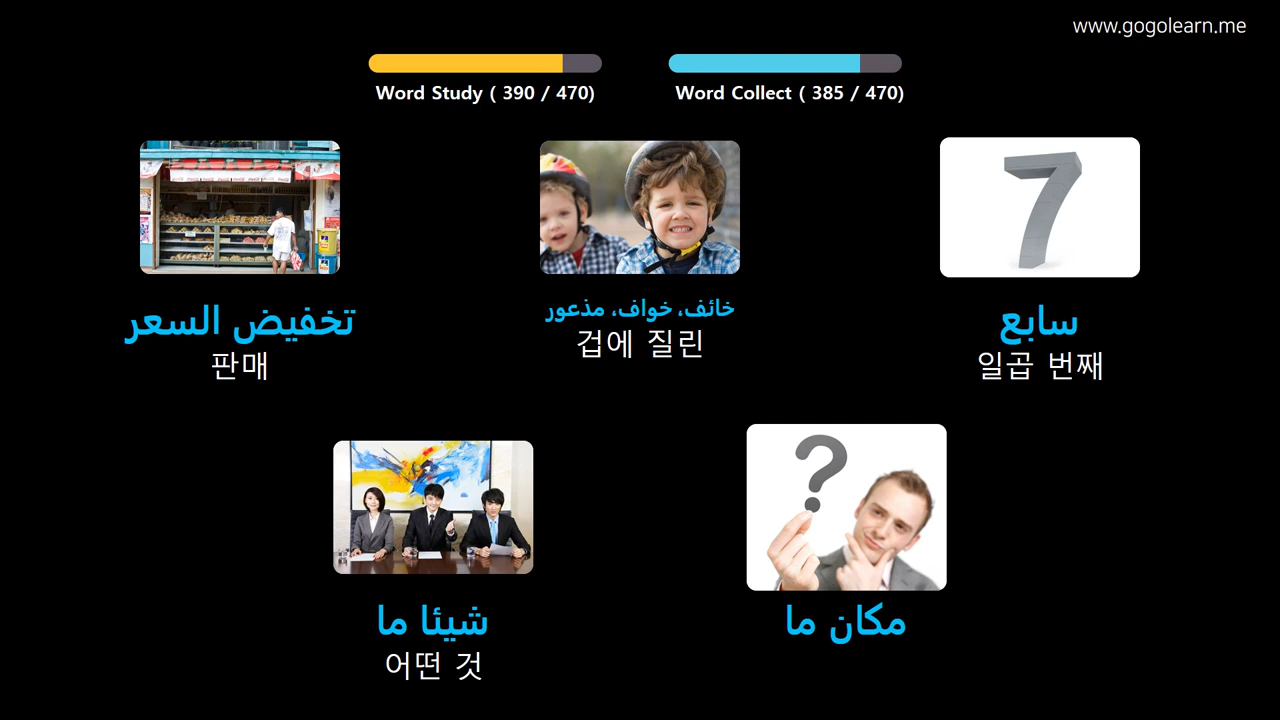 www.gogolearn.me
Word Study ( 390 / 470)
Word Collect ( 385 / 470)
تخفيض السعر
판매
خائف، خواف، مذعور
겁에 질린
سابع
일곱 번째
7
شيئا ما
어떤 것
مكان ما
?